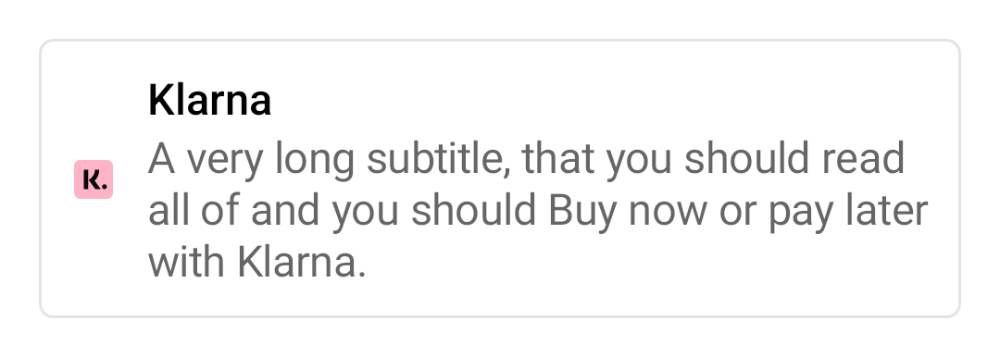 Klarna
A very long subtitle, that you should read
K.
all of and you should Buy now or pay later
with Klarna.